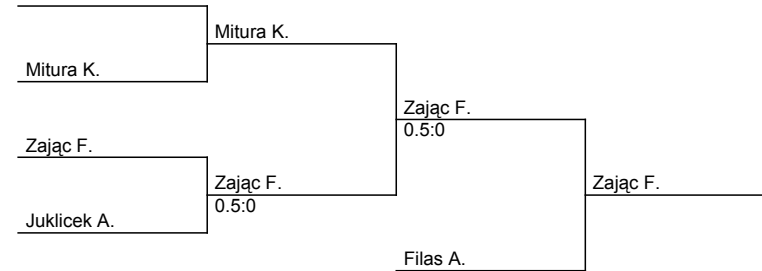 Mitura K.
Mitura K.
Zając F.
0.5:0
Zając F.
Zając F.
0.5:0
Zając F.
Juklicek A.
Filas A.